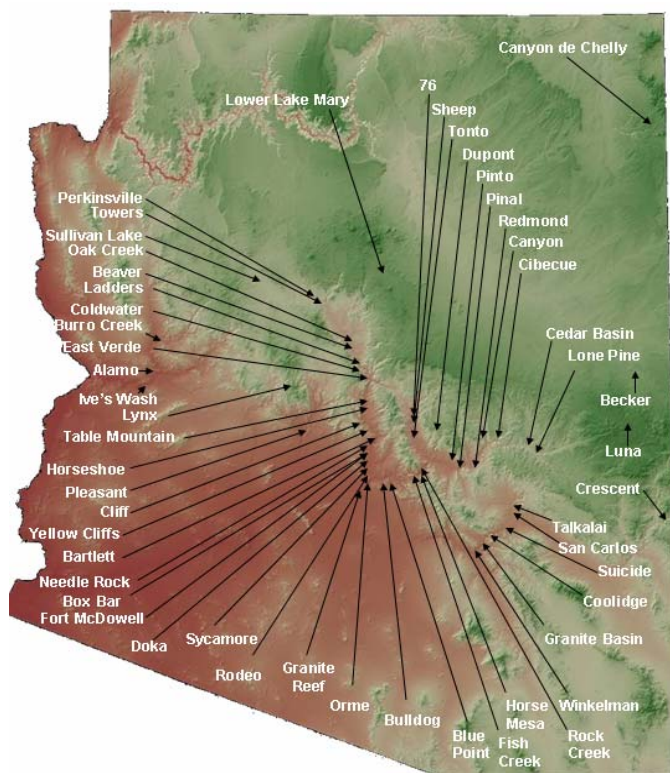 Canyon de Chelly
Lower Lake Mary
76
Sheep
Tonto
Dupont
Pinto
Pinal
Redmond
Canyon
Cibecue
Perkinsville
Towers
Sullivan Lake
Oak Creek
Beaver
Ladders
Coldwater
Burro Creek
East Verde
Alamo
Ive's Wash
Lynx
Table Mountain
Horseshoe
Pleasant
Cliff
Yellow Cliffs
Bartlett
Needle Rock
Box Bar
Fort McDowell
Doka
Sycamore
Rodeo
Granite
Reef
Orme
Bulldog
Blue
Point
Fish
Creek
Horse
Mesa
Rock
Creek
Winkelman
Granite Basin
Coolidge
Suicide
San Carlos
Talkalai
Crescent
Luna
Becker
Lone Pine
Cedar Basin